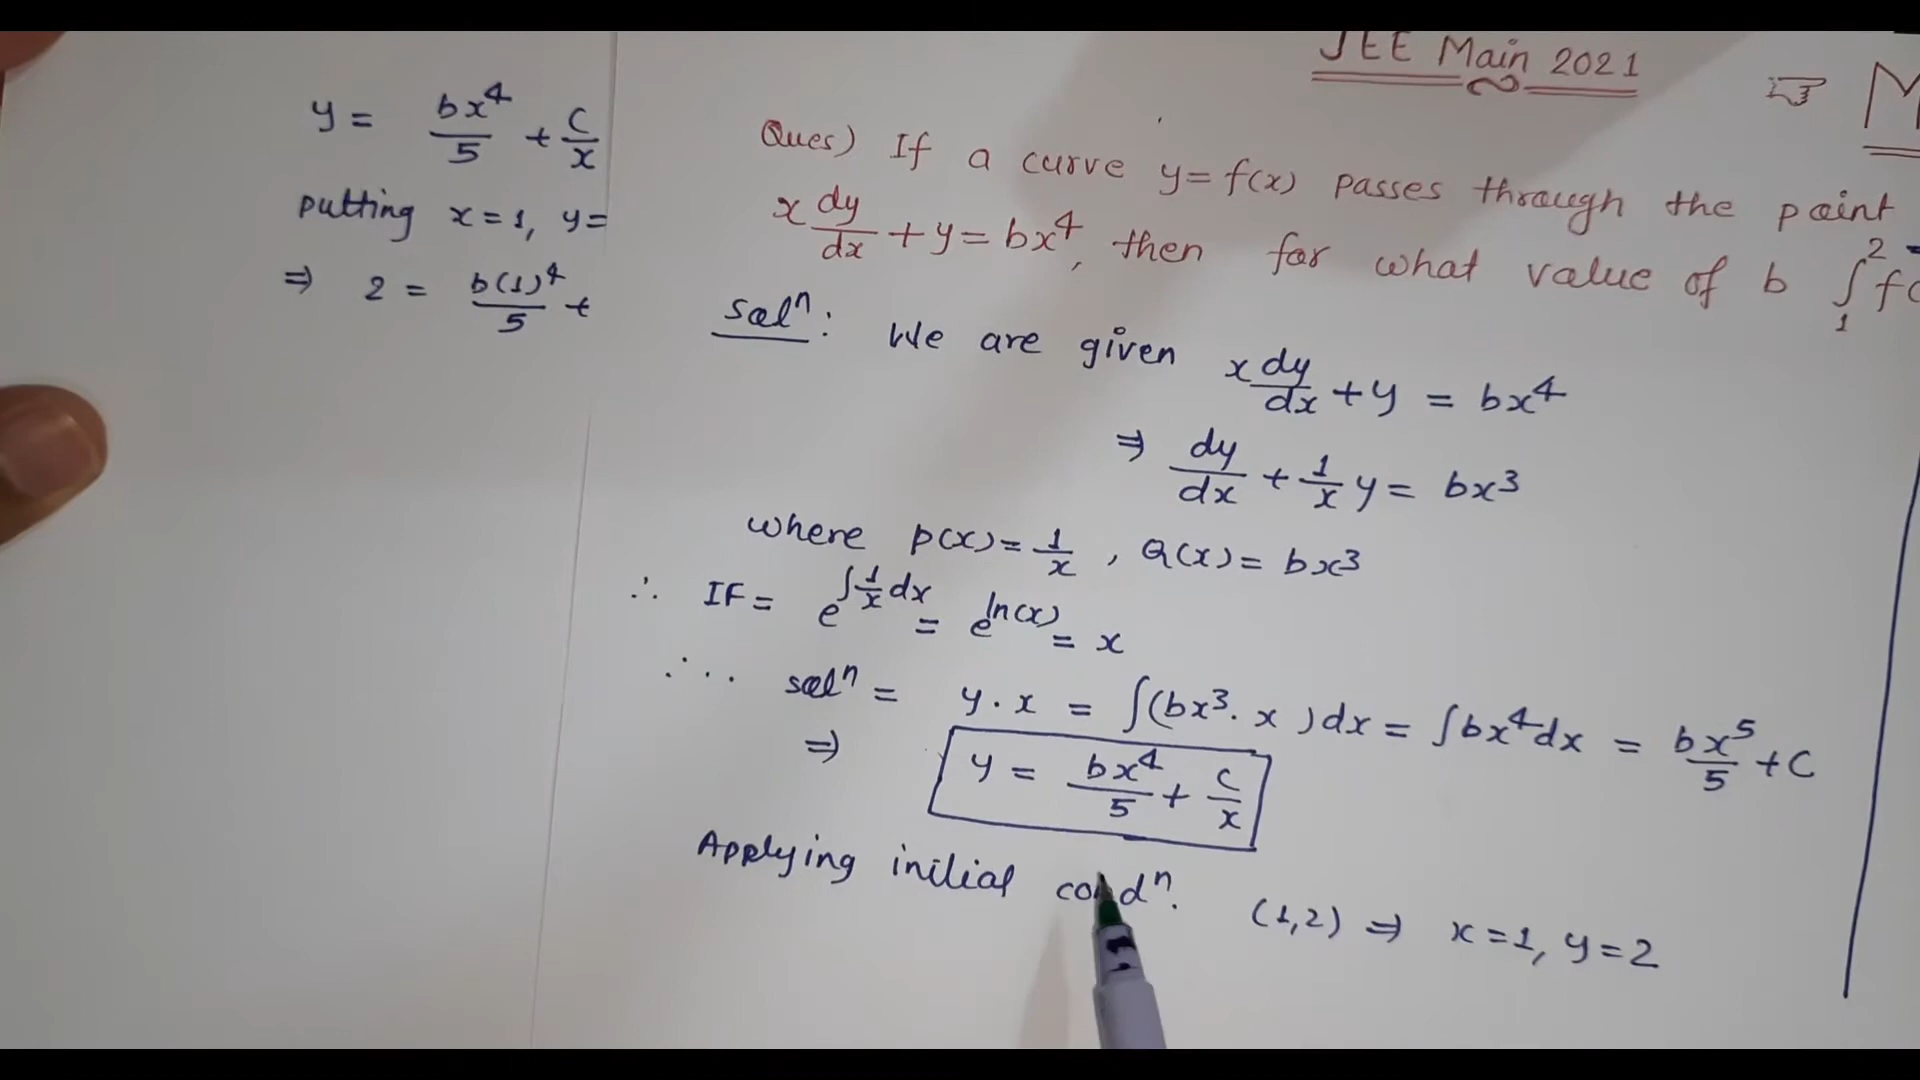 JEE Main 2021
☞ M
Ques) If a curve y=f(x) passes through the point
x dy/dx + y = bx⁴, then for what value of b ∫₁² f(
Solⁿ: We are given x dy/dx + y = bx⁴
⇒ dy/dx + 1/x y = bx³
where p(x) = 1/x , Q(x) = bx³
∴ IF = e^∫1/x dx = e^ln(x) = x
∴ solⁿ = y . x = ∫(bx³. x )dx = ∫bx⁴dx = bx⁵/5 + C
⇒ y = bx⁴/5 + C/x
Applying initial condⁿ. (1,2) ⇒ x = 1, y = 2
y = bx⁴/5 + C/x
putting x = 1, y =
⇒ 2 = b(1)⁴/5 +